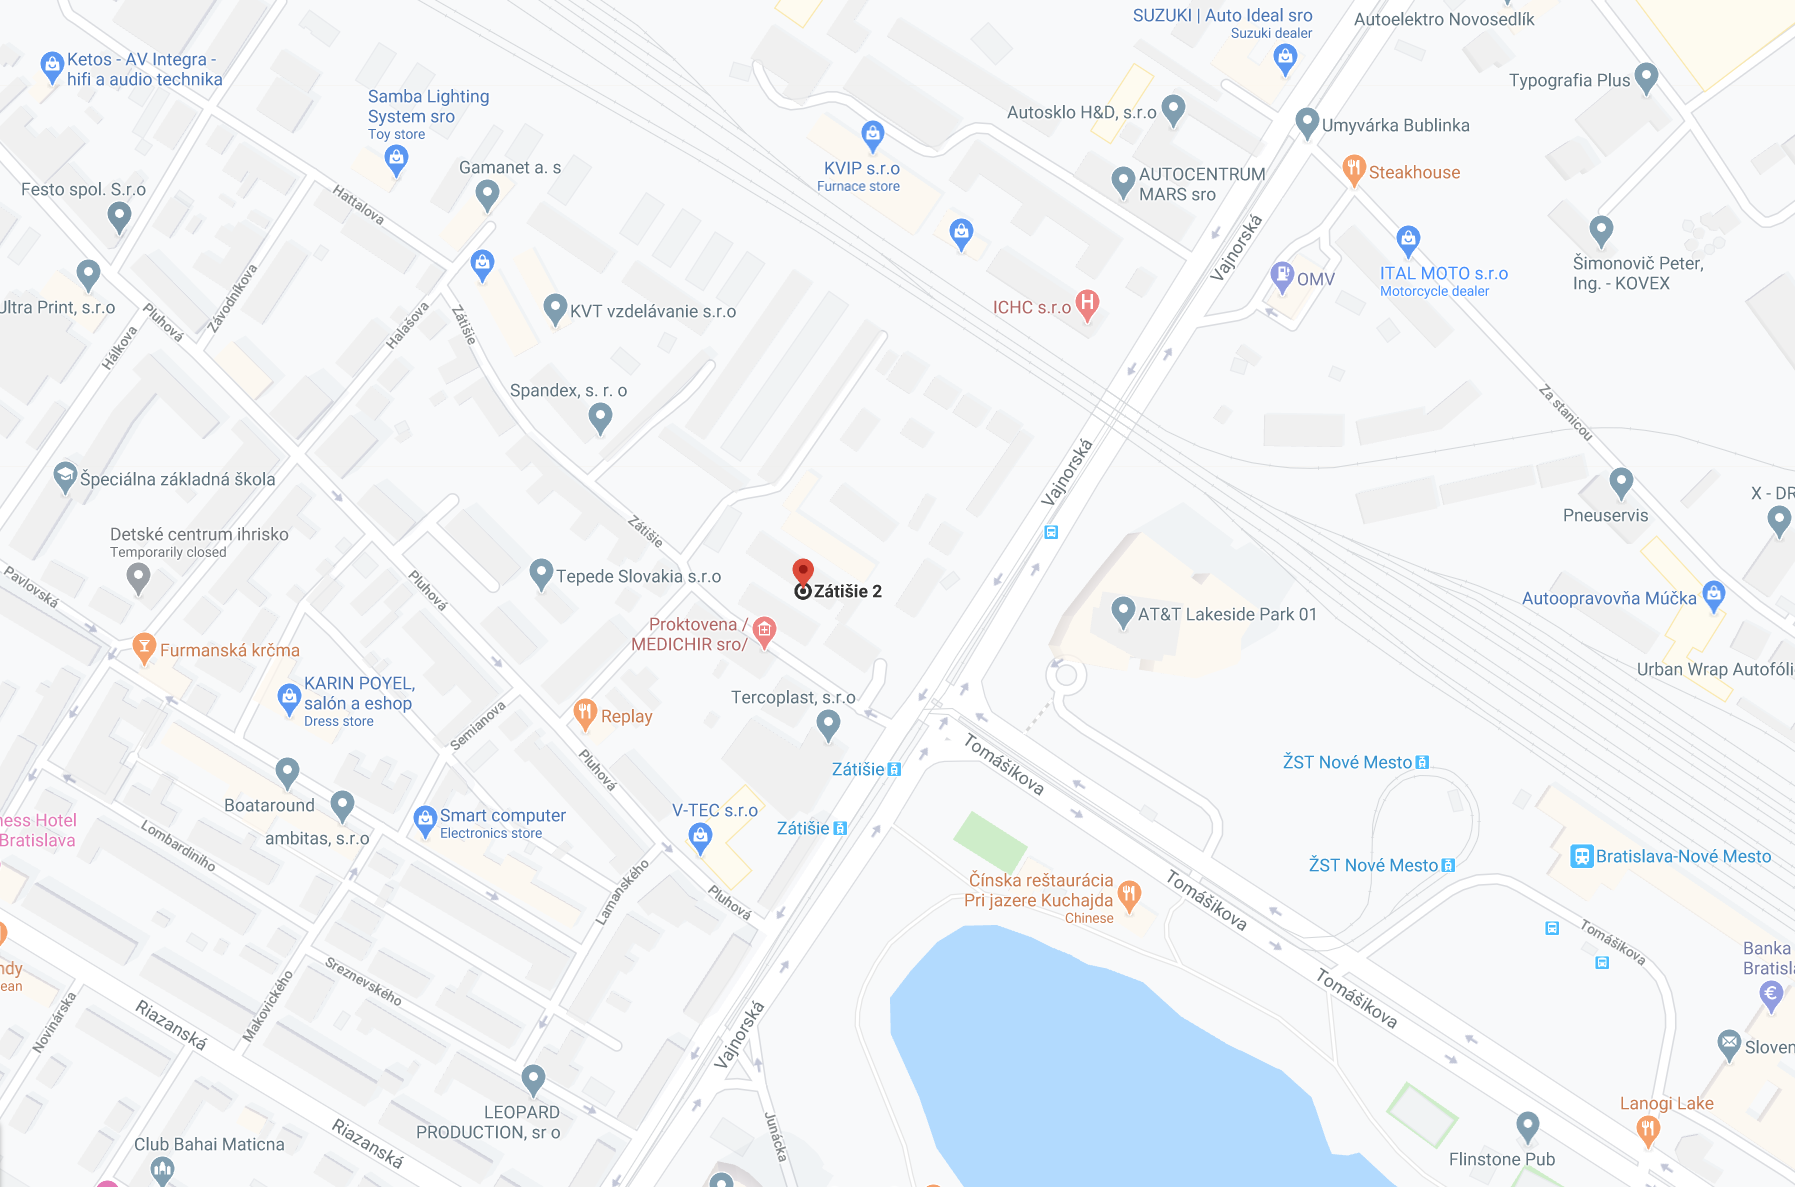 SUZUKI | Auto Ideal sro
Suzuki dealer
Autoelektro Novosedlík
Ketos - AV Integra -
hifi a audio technika
Samba Lighting
System sro
Toy store
Typografia Plus
Autosklo H&D, s.r.o
Umyvárka Bublinka
Gamanet a. s
KVIP s.r.o
Furnace store
AUTOCENTRUM
MARS sro
Steakhouse
Festo spol. S.r.o
Hattalova
Vajnorská
Šimonovič Peter,
Ing. - KOVEX
ITAL MOTO s.r.o
Motorcycle dealer
OMV
Závodníkova
Ultra Print, s.r.o
Pluhová
Halašova
Zátišie
KVT vzdelávanie s.r.o
ICHC s.r.o
Hálkova
Spandex, s. r. o
Za stanicou
Vajnorská
Špeciálna základná škola
X - DR
Pneuservis
Detské centrum ihrisko
Temporarily closed
Zátišie
Pavlovská
Pluhová
Tepede Slovakia s.r.o
Zátišie 2
Autoopravovňa Múčka
AT&T Lakeside Park 01
Proktovena /
MEDICHIR sro/
Furmanská krčma
Urban Wrap Autofóli
KARIN POYEL,
salón a eshop
Dress store
Tercoplast, s.r.o
Semianova
Replay
Tomášikova
Pluhová
Zátišie
ŽST Nové Mesto
Boataround
ness Hotel
Bratislava
Smart computer
Electronics store
V-TEC s.r.o
Zátišie
ambitas, s.r.o
Lombardiniho
ŽST Nové Mesto
Bratislava-Nové Mesto
Lamanského
Pluhová
Čínska reštaurácia
Pri jazere Kuchajda
Chinese
Tomášikova
Tomášikova
Banka
Bratisla
ndy
ean
Sreznevského
Makovického
Tomášikova
Novinárska
Riazanská
Vajnorská
Sloven
LEOPARD
PRODUCTION, sr o
Lanogi Lake
Junácka
Riazanská
Club Bahai Maticna
Flinstone Pub